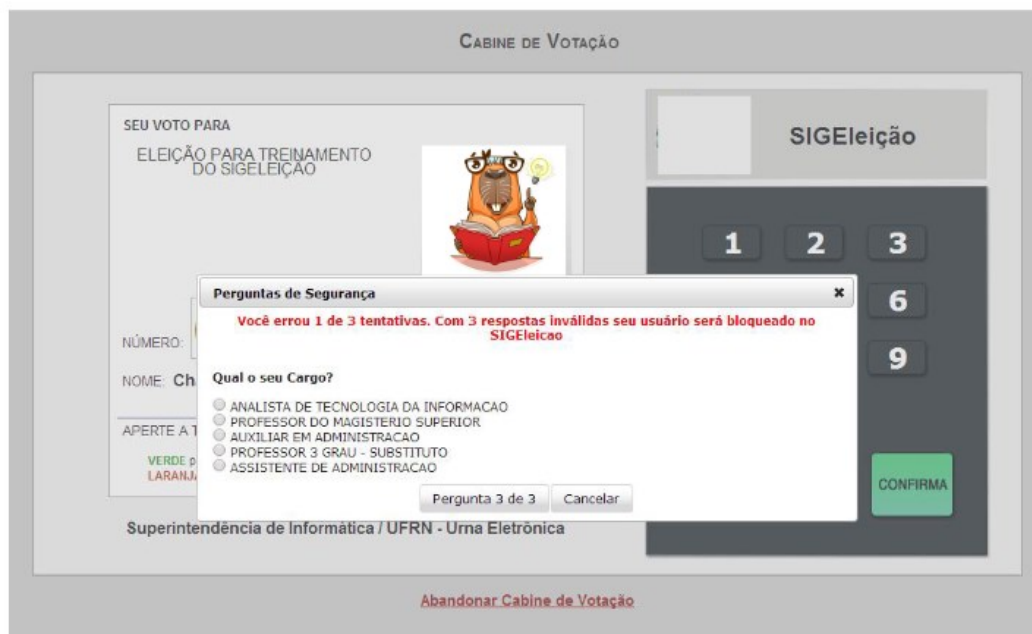 CABINE DE VOTAÇÃO
SEU VOTO PARA
ELEIÇÃO PARA TREINAMENTO
DO SIGELEIÇÃO
SIGEleição
1 2 3
6
9
Perguntas de Segurança
Você errou 1 de 3 tentativas. Com 3 respostas inválidas seu usuário será bloqueado no
SIGEleicao
Qual o seu Cargo?
ANALISTA DE TECNOLOGIA DA INFORMACAO
PROFESSOR DO MAGISTERIO SUPERIOR
AUXILIAR EM ADMINISTRACAO
PROFESSOR 3 GRAU - SUBSTITUTO
ASSISTENTE DE ADMINISTRACAO
Pergunta 3 de 3 Cancelar
NÚMERO:
NOME: Ch
APERTE A T
VERDE p
LARANJA
CONFIRMA
Superintendência de Informática / UFRN - Urna Eletrônica
Abandonar Cabine de Votação